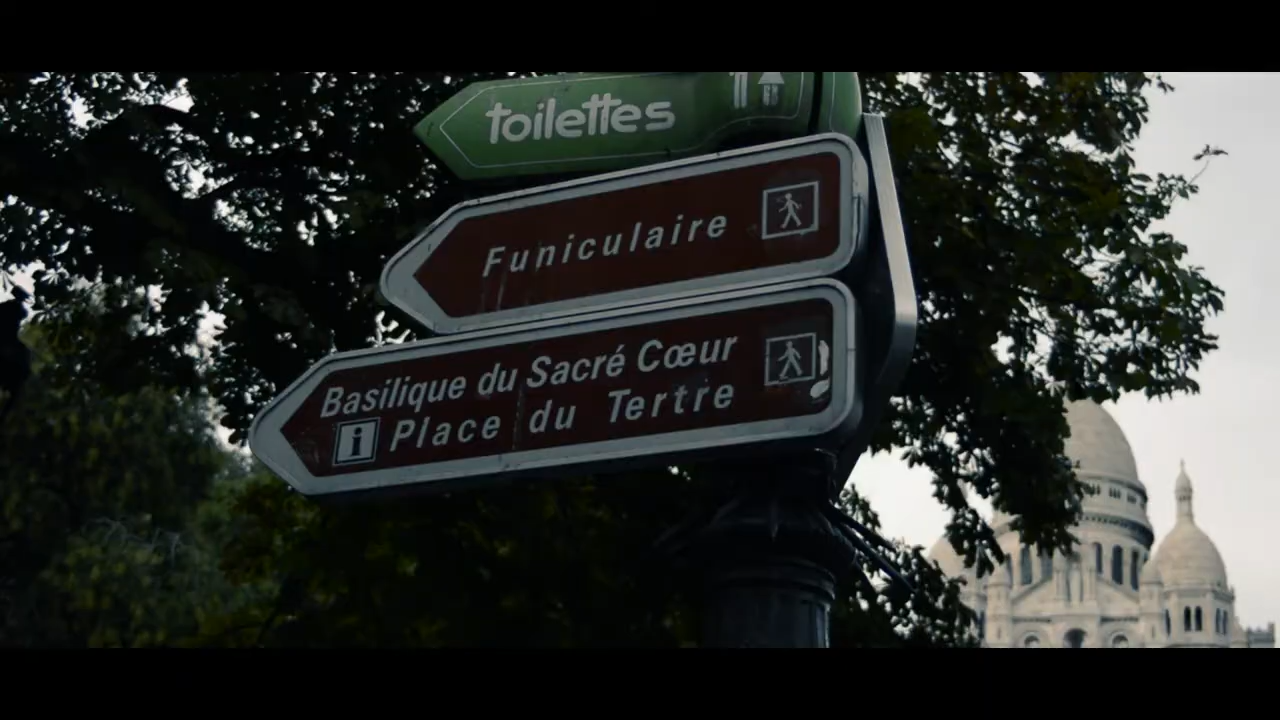 toilettes
Funiculaire
Basilique du Sacré Cœur
i Place du Tertre